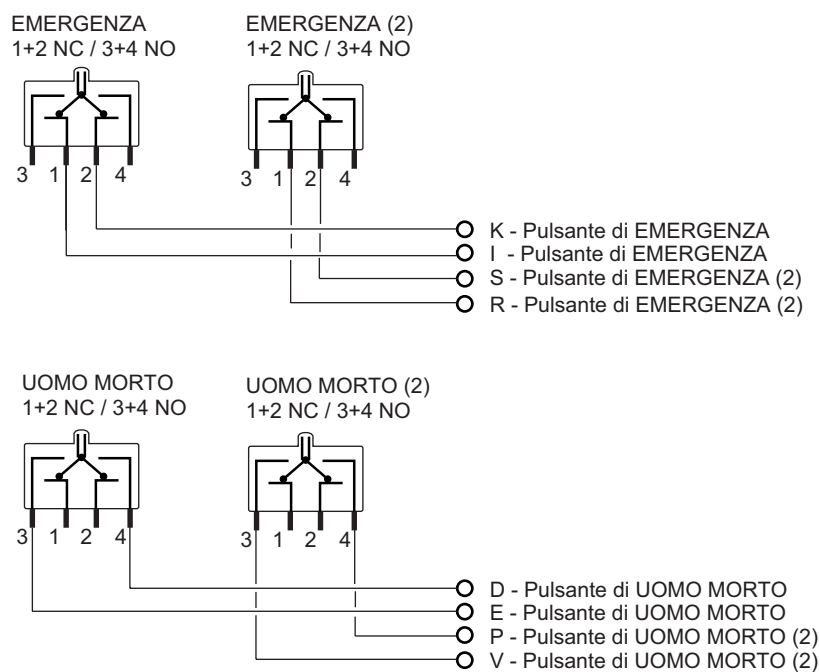 EMERGENZA
1+2 NC / 3+4 NO
EMERGENZA (2)
1+2 NC / 3+4 NO
3 1 2 4
3 1 2 4
K - Pulsante di EMERGENZA
I - Pulsante di EMERGENZA
S - Pulsante di EMERGENZA (2)
R - Pulsante di EMERGENZA (2)
UOMO MORTO
1+2 NC / 3+4 NO
UOMO MORTO (2)
1+2 NC / 3+4 NO
3 1 2 4
3 1 2 4
D - Pulsante di UOMO MORTO
E - Pulsante di UOMO MORTO
P - Pulsante di UOMO MORTO (2)
V - Pulsante di UOMO MORTO (2)